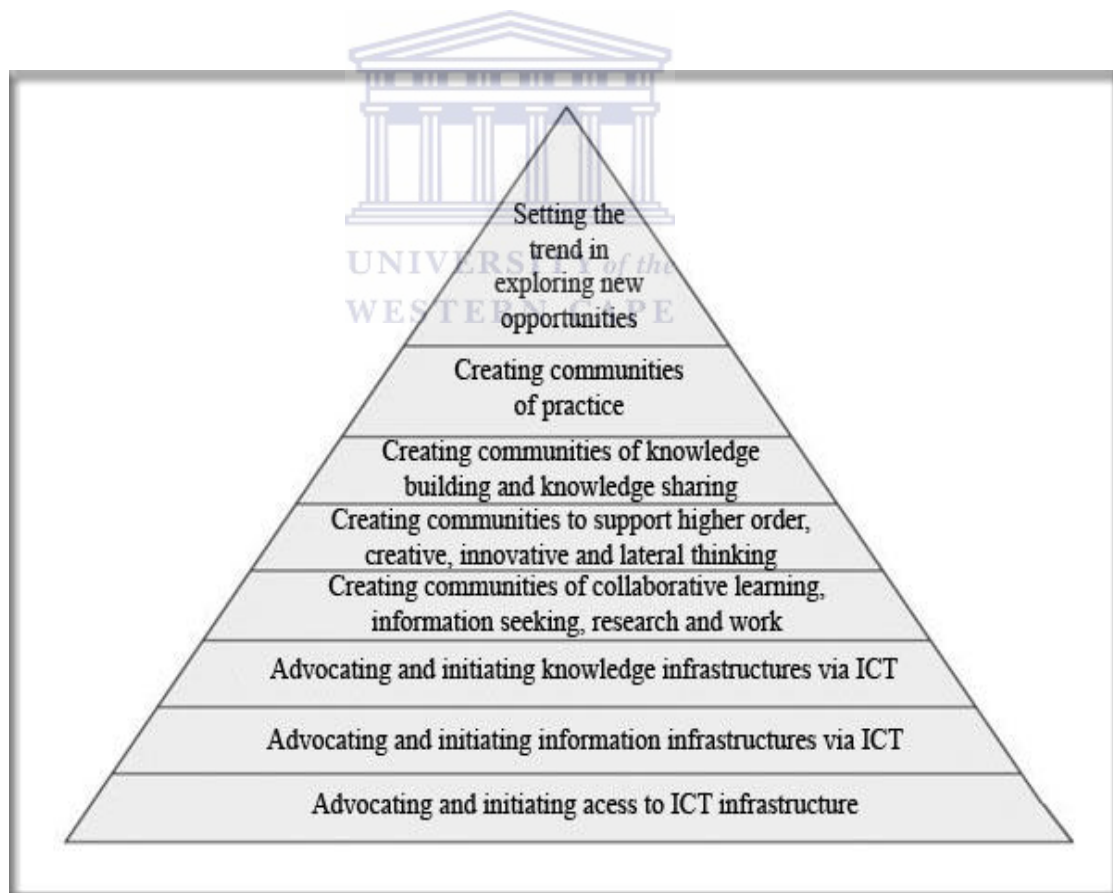 Setting the
trend in
exploring new
opportunities
UNIVERSITY of the
WESTERN CAPE
Creating communities
of practice
Creating communities of knowledge
building and knowledge sharing
Creating communities to support higher order,
creative, innovative and lateral thinking
Creating communities of collaborative learning,
information seeking, research and work
Advocating and initiating knowledge infrastructures via ICT
Advocating and initiating information infrastructures via ICT
Advocating and initiating acess to ICT infrastructure